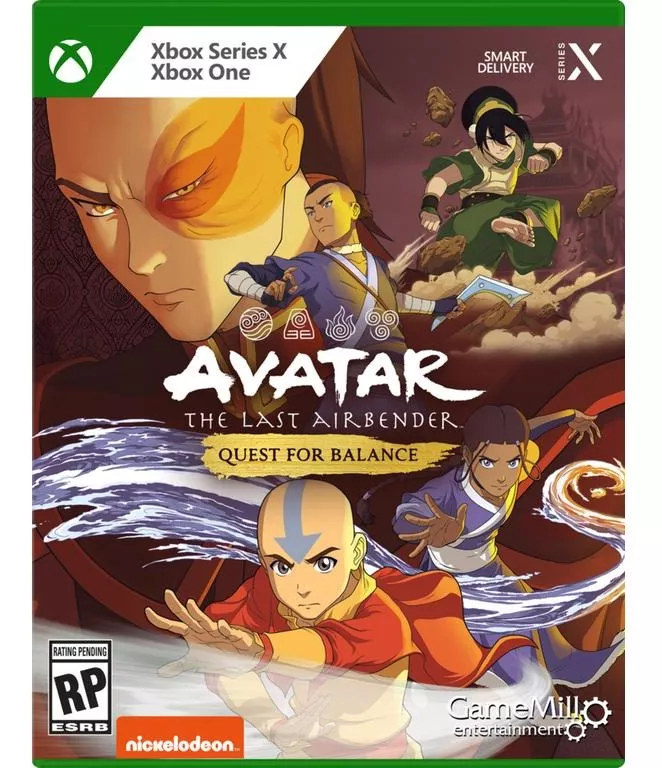 Xbox Series X
Xbox One
SMART
DELIVERY
SERIES X
AVATAR
THE LAST AIRBENDER
QUEST FOR BALANCE
RATING PENDING
RP
ESRB
nickelodeon
GameMill
entertainment